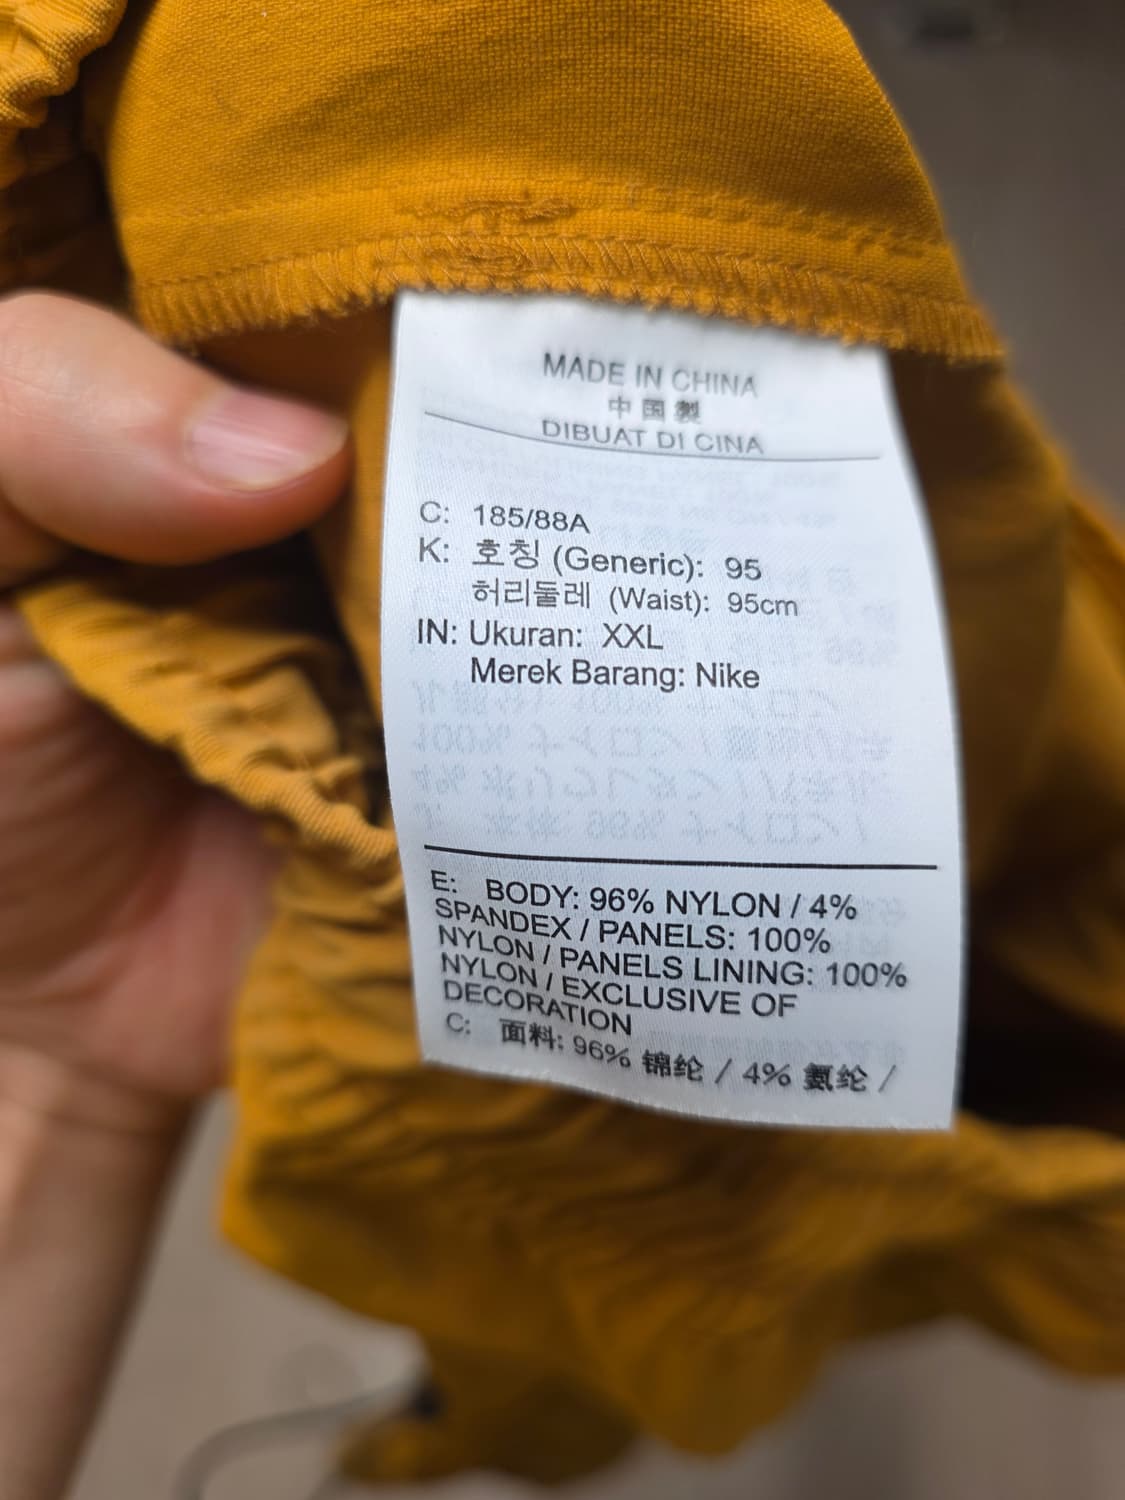 MADE IN CHINA
中国製
DIBUAT DI CINA
C: 185/88A
K: 호칭 (Generic): 95
허리둘레 (Waist): 95cm
IN: Ukuran: XXL
Merek Barang: Nike
E: BODY: 96% NYLON / 4%
SPANDEX / PANELS: 100%
NYLON / PANELS LINING: 100%
NYLON / EXCLUSIVE OF
DECORATION
C: 面料: 96% 锦纶 / 4% 氨纶 /